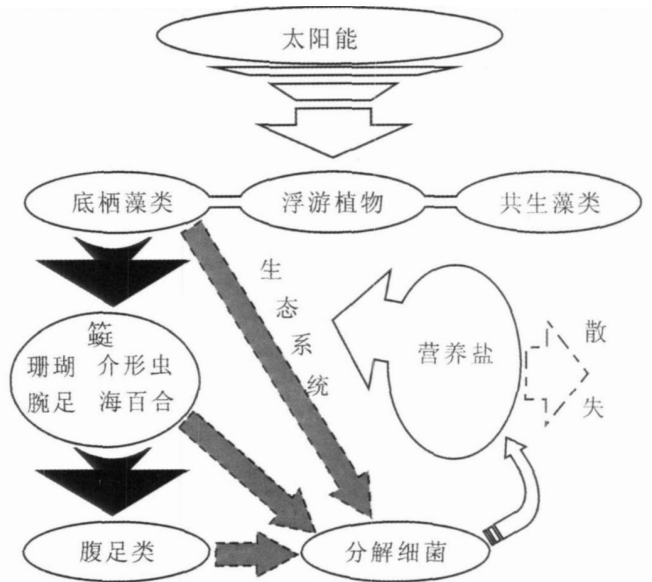 太阳能
底栖藻类 浮游植物 共生藻类
生态系统
䗴
珊瑚 介形虫
腕足 海百合
营养盐
散失
腹足类
分解细菌